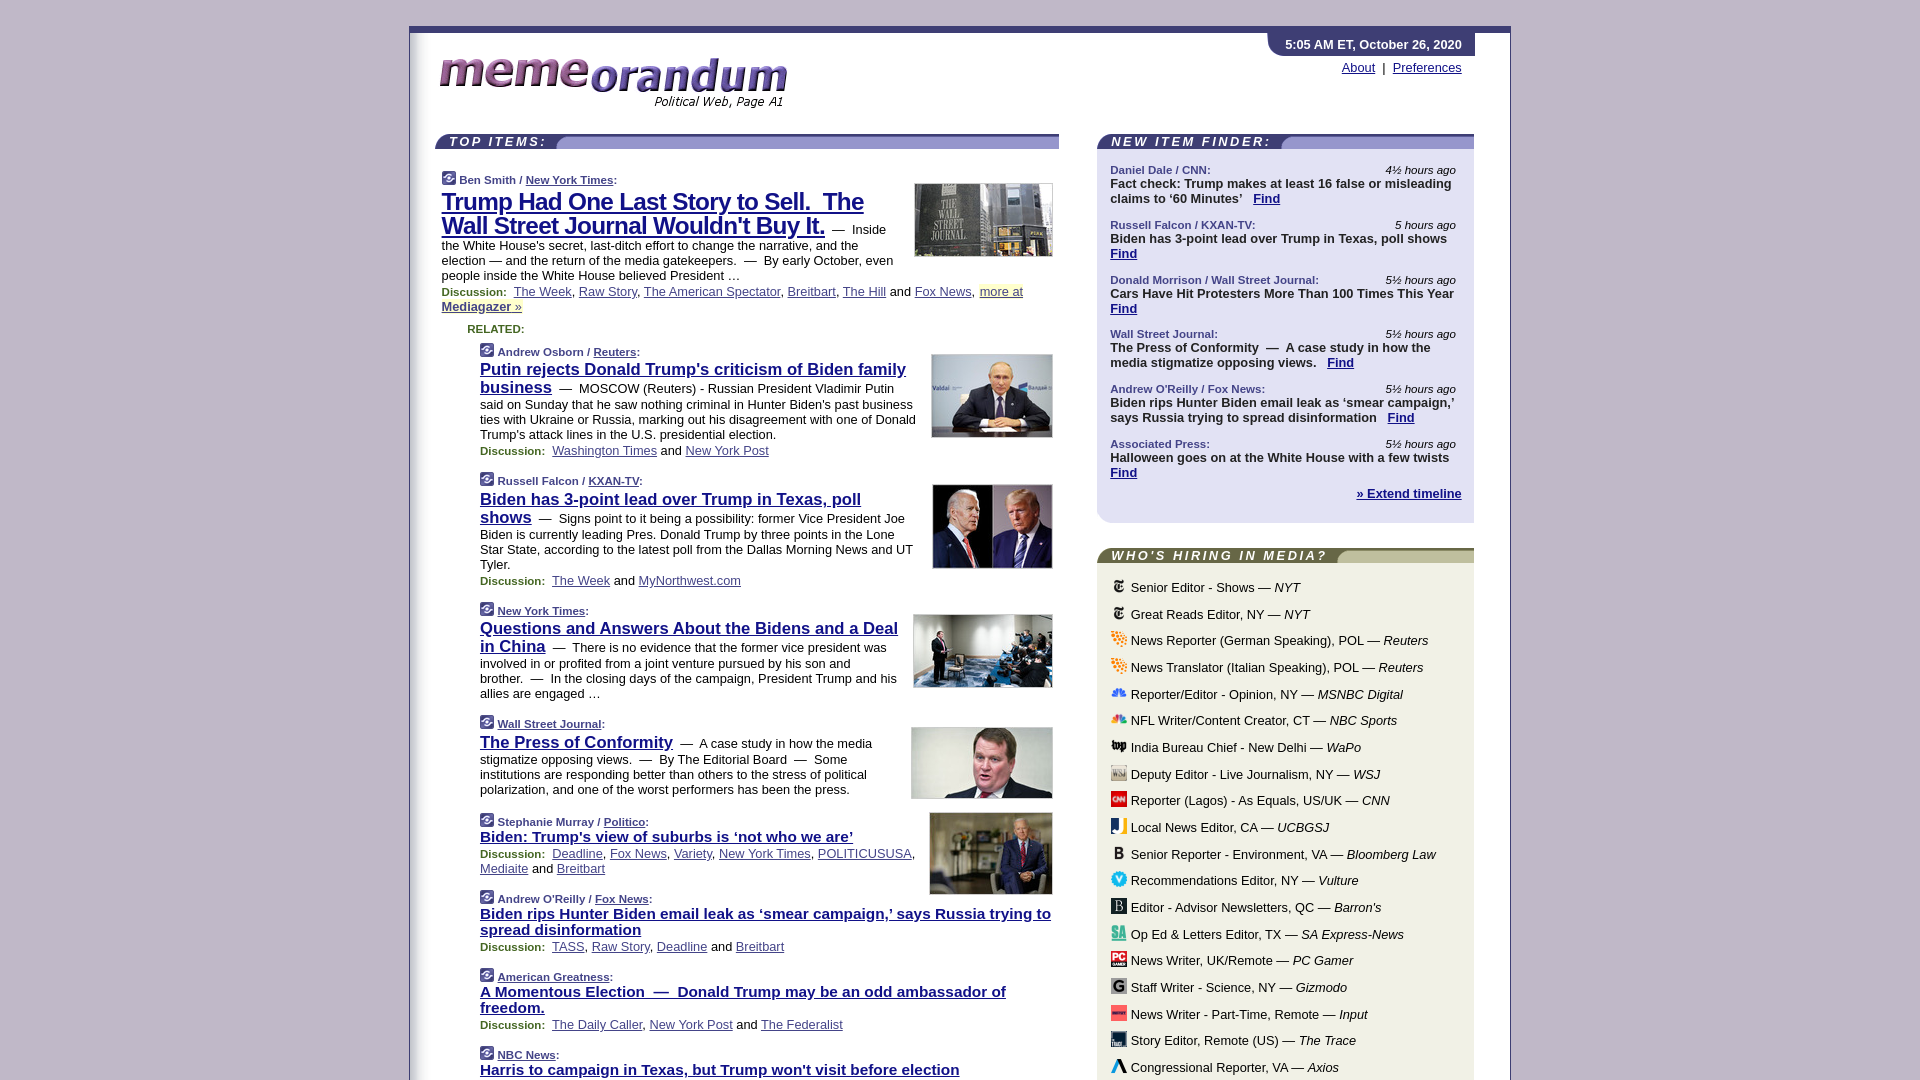 5:05 AM ET, October 26, 2020
memeorandum
Political Web, Page A1
About | Preferences
TOP ITEMS:
Ben Smith / New York Times:
Trump Had One Last Story to Sell. The
Wall Street Journal Wouldn't Buy It. — Inside
the White House's secret, last-ditch effort to change the narrative, and the
election — and the return of the media gatekeepers. — By early October, even
people inside the White House believed President …
THE
WALL
STREET
JOURNAL
Discussion: The Week, Raw Story, The American Spectator, Breitbart, The Hill and Fox News, more at
Mediagazer »
RELATED:
Andrew Osborn / Reuters:
Putin rejects Donald Trump's criticism of Biden family
business — MOSCOW (Reuters) - Russian President Vladimir Putin
said on Sunday that he saw nothing criminal in Hunter Biden's past business
ties with Ukraine or Russia, marking out his disagreement with one of Donald
Trump's attack lines in the U.S. presidential election.
Valdai
Валдай
Discussion: Washington Times and New York Post
Russell Falcon / KXAN-TV:
Biden has 3-point lead over Trump in Texas, poll
shows — Signs point to it being a possibility: former Vice President Joe
Biden is currently leading Pres. Donald Trump by three points in the Lone
Star State, according to the latest poll from the Dallas Morning News and UT
Tyler.
Discussion: The Week and MyNorthwest.com
New York Times:
Questions and Answers About the Bidens and a Deal
in China — There is no evidence that the former vice president was
involved in or profited from a joint venture pursued by his son and
brother. — In the closing days of the campaign, President Trump and his
allies are engaged …
Wall Street Journal:
The Press of Conformity — A case study in how the media
stigmatize opposing views. — By The Editorial Board — Some
institutions are responding better than others to the stress of political
polarization, and one of the worst performers has been the press.
Stephanie Murray / Politico:
Biden: Trump's view of suburbs is ‘not who we are’
Discussion: Deadline, Fox News, Variety, New York Times, POLITICUSUSA,
Mediaite and Breitbart
Andrew O'Reilly / Fox News:
Biden rips Hunter Biden email leak as ‘smear campaign,’ says Russia trying to
spread disinformation
Discussion: TASS, Raw Story, Deadline and Breitbart
American Greatness:
A Momentous Election — Donald Trump may be an odd ambassador of
freedom.
Discussion: The Daily Caller, New York Post and The Federalist
NBC News:
Harris to campaign in Texas, but Trump won't visit before election
NEW ITEM FINDER:
Daniel Dale / CNN: 4½ hours ago
Fact check: Trump makes at least 16 false or misleading
claims to ‘60 Minutes’ Find
Russell Falcon / KXAN-TV: 5 hours ago
Biden has 3-point lead over Trump in Texas, poll shows
Find
Donald Morrison / Wall Street Journal: 5½ hours ago
Cars Have Hit Protesters More Than 100 Times This Year
Find
Wall Street Journal: 5½ hours ago
The Press of Conformity — A case study in how the
media stigmatize opposing views. Find
Andrew O'Reilly / Fox News: 5½ hours ago
Biden rips Hunter Biden email leak as ‘smear campaign,’
says Russia trying to spread disinformation Find
Associated Press: 5½ hours ago
Halloween goes on at the White House with a few twists
Find
» Extend timeline
WHO'S HIRING IN MEDIA?
Senior Editor - Shows — NYT
Great Reads Editor, NY — NYT
News Reporter (German Speaking), POL — Reuters
News Translator (Italian Speaking), POL — Reuters
Reporter/Editor - Opinion, NY — MSNBC Digital
NFL Writer/Content Creator, CT — NBC Sports
wp India Bureau Chief - New Delhi — WaPo
WSJ Deputy Editor - Live Journalism, NY — WSJ
CNN Reporter (Lagos) - As Equals, US/UK — CNN
Local News Editor, CA — UCBGSJ
B Senior Reporter - Environment, VA — Bloomberg Law
Recommendations Editor, NY — Vulture
B Editor - Advisor Newsletters, QC — Barron's
SA Op Ed & Letters Editor, TX — SA Express-News
PC GAMER News Writer, UK/Remote — PC Gamer
G Staff Writer - Science, NY — Gizmodo
News Writer - Part-Time, Remote — Input
Story Editor, Remote (US) — The Trace
Congressional Reporter, VA — Axios